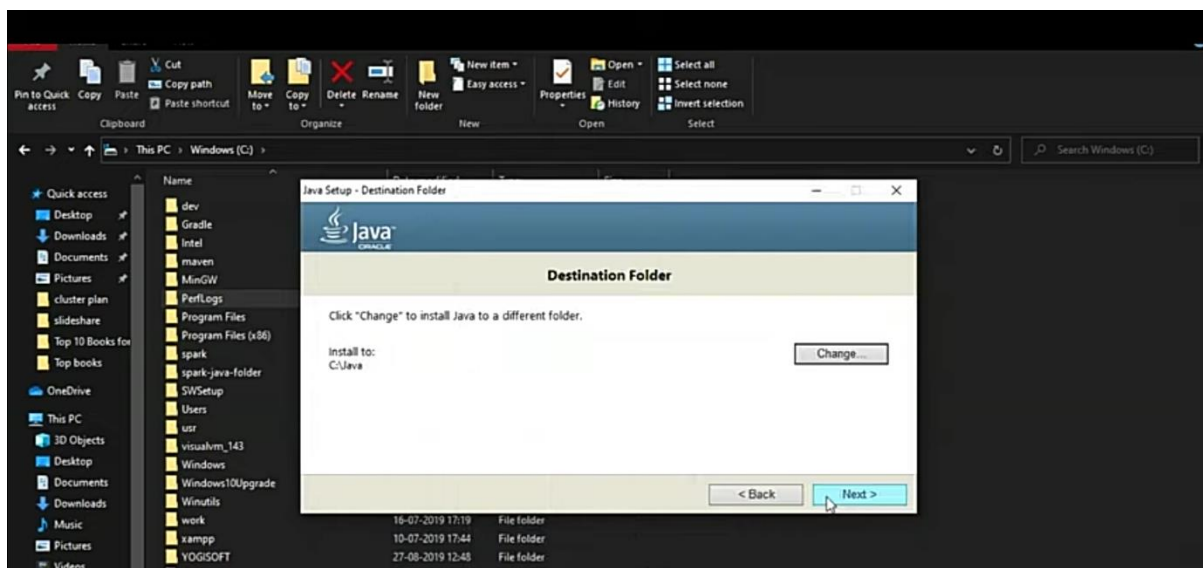 Cut
Copy path
Paste shortcut
Pin to Quick access
Copy
Paste
Clipboard
Move to
Copy to
Delete
Rename
Organize
New folder
New item
Easy access
New
Properties
Open
Edit
History
Open
Select all
Select none
Invert selection
Select
This PC > Windows (C:) >
Search Windows (C:)
Quick access
Desktop
Downloads
Documents
Pictures
cluster plan
slideshare
Top 10 Books for
Top books
OneDrive
This PC
3D Objects
Desktop
Documents
Downloads
Music
Pictures
Videos
Name
dev
Gradle
Intel
maven
MinGW
PerfLogs
Program Files
Program Files (x86)
spark
spark-java-folder
SWSetup
Users
usr
visualvm_143
Windows
Windows10Upgrade
Winutils
work 16-07-2019 17:19 File folder
xampp 10-07-2019 17:44 File folder
YOGISOFT 27-08-2019 12:48 File folder
Java Setup - Destination Folder
Java
ORACLE
Destination Folder
Click "Change" to install Java to a different folder.
Install to:
C:\Java
Change...
< Back
Next >